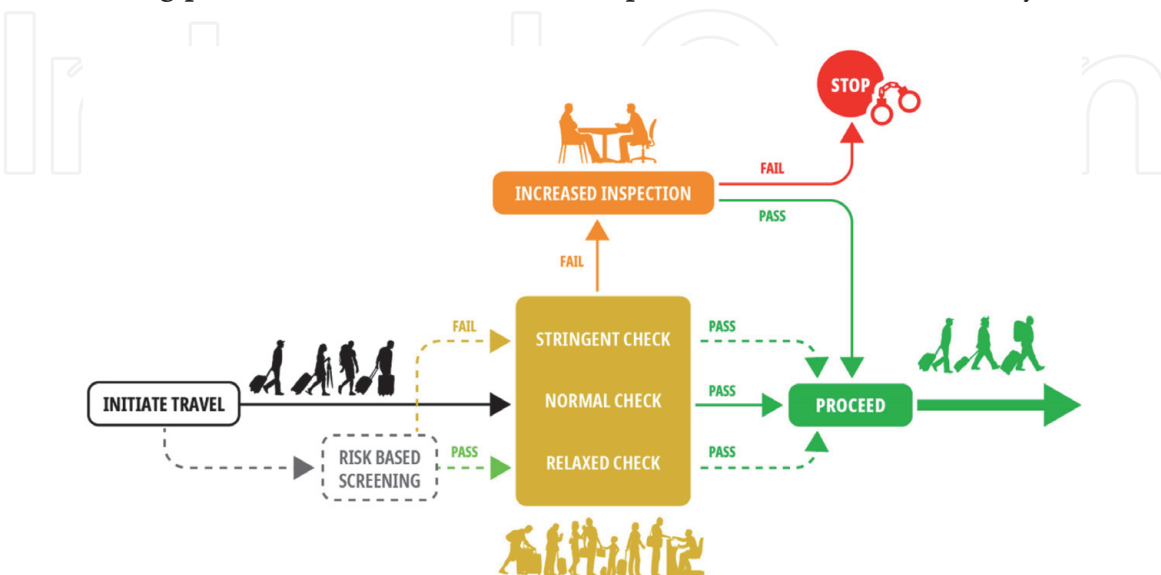 STOP
FAIL
INCREASED INSPECTION
PASS
FAIL
FAIL
STRINGENT CHECK
PASS
INITIATE TRAVEL
NORMAL CHECK
PASS
PROCEED
RISK BASED
SCREENING
PASS
RELAXED CHECK
PASS